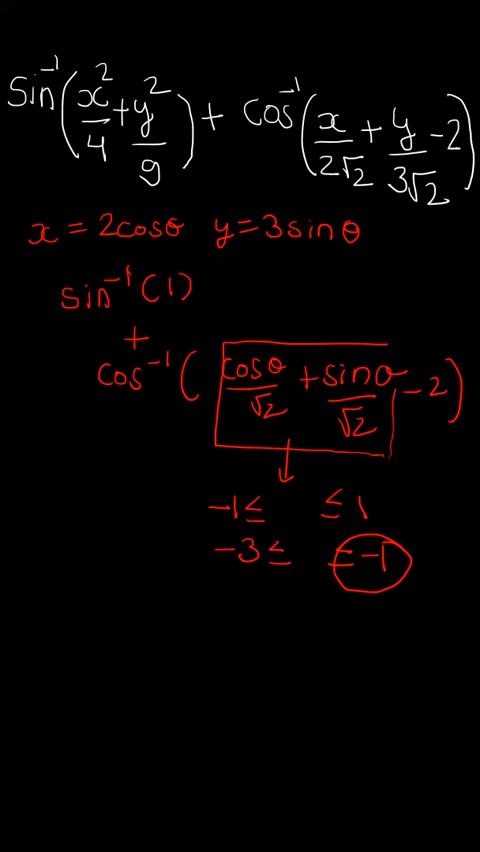 sin⁻¹(x²/4 + y²/9) + cos⁻¹(x/2√2 + y/3√2 - 2)
x = 2cosθ y = 3sinθ
sin⁻¹(1)
+
cos⁻¹(cosθ/√2 + sinθ/√2 - 2)
-1 ≤ ≤ 1
-3 ≤ ≤ -1